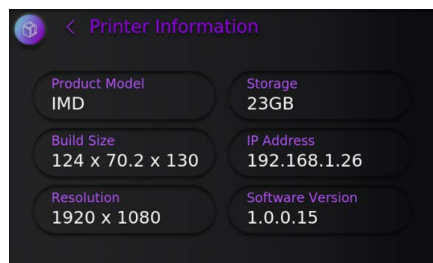 Printer Information
Product Model
IMD
Storage
23GB
Build Size
124 x 70.2 x 130
IP Address
192.168.1.26
Resolution
1920 x 1080
Software Version
1.0.0.15